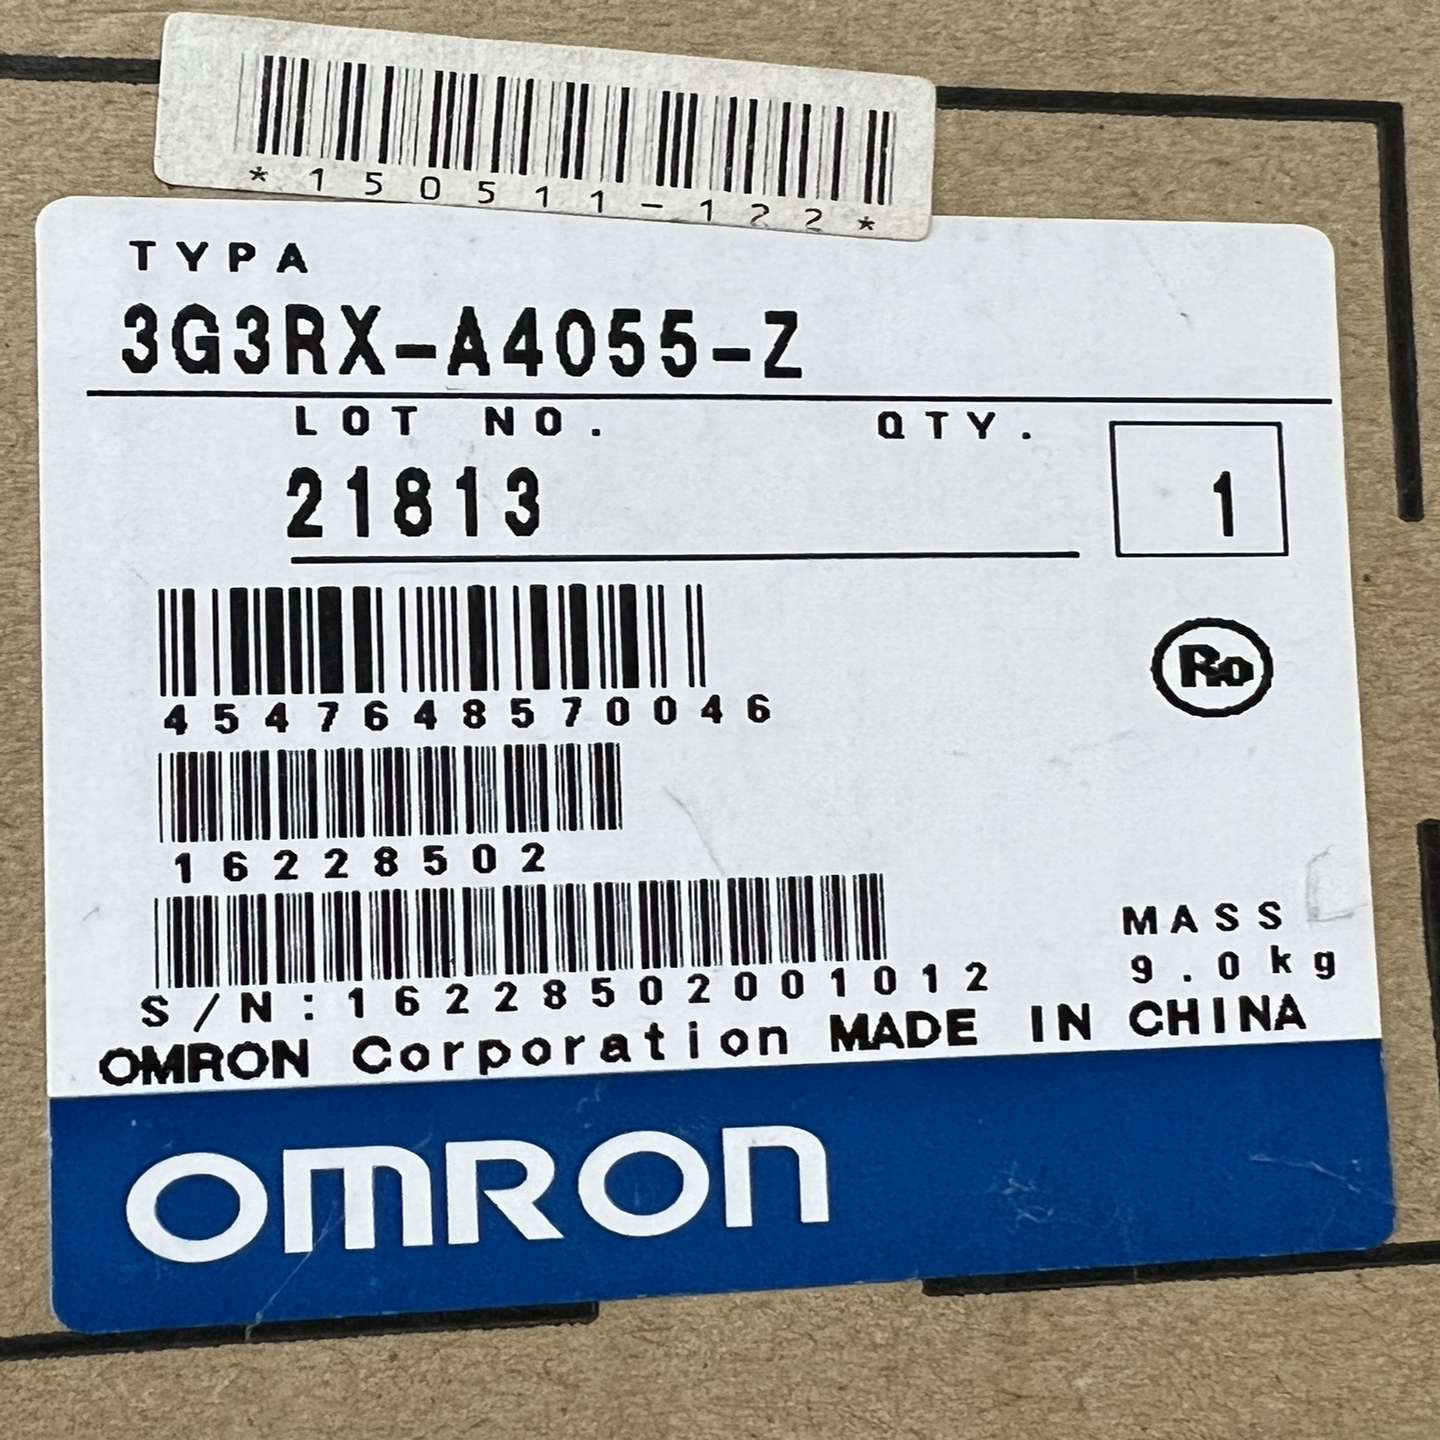 *150511-122*
TYPA
3G3RX-A4055-Z
LOT NO. QTY.
21813 1
4547648570046
Ro
16228502
MASS
9.0kg
S/N:16228502001012
OMRON Corporation MADE IN CHINA
OMRON